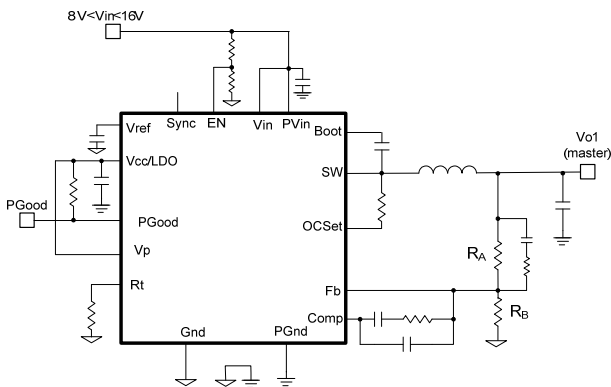 8V<Vin<16V
Sync
EN
Vin
PVin
Vref
Boot
Vo1
(master)
Vcc/LDO
SW
PGood
PGood
OCSet
Vp
RA
Rt
Fb
RB
Comp
Gnd
PGnd